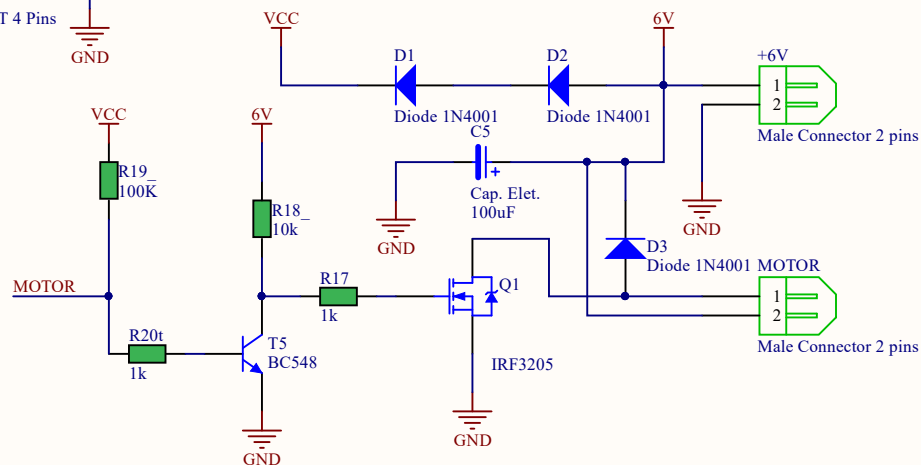 T 4 Pins
GND
VCC
6V
D1
Diode 1N4001
D2
Diode 1N4001
+6V
1
2
Male Connector 2 pins
GND
VCC
R19_
100K
6V
R18_
10k
C5
+
Cap. Elet.
100uF
GND
D3
Diode 1N4001
MOTOR
1
2
Male Connector 2 pins
MOTOR
R20t
1k
T5
BC548
GND
R17
1k
Q1
IRF3205
GND